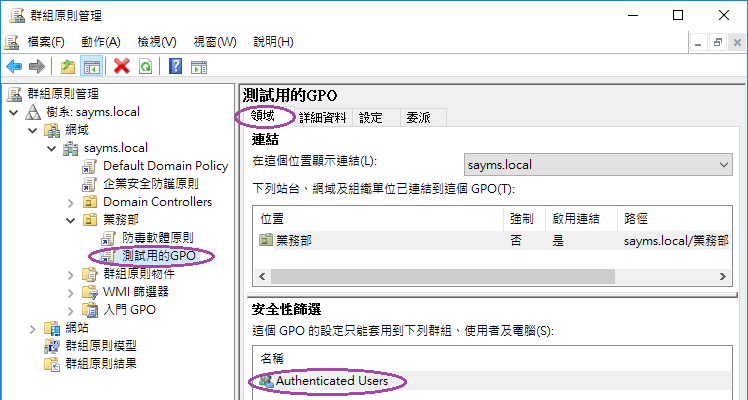 群組原則管理
檔案(F) 動作(A) 檢視(V) 視窗(W) 說明(H)
群組原則管理
樹系: sayms.local
網域
sayms.local
Default Domain Policy
企業安全防護原則
Domain Controllers
業務部
防毒軟體原則
測試用的GPO
群組原則物件
WMI 篩選器
入門 GPO
網站
群組原則模型
群組原則結果
測試用的GPO
領域 詳細資料 設定 委派
連結
在這個位置顯示連結(L): sayms.local
下列站台、網域及組織單位已連結到這個 GPO(T):
位置 強制 啟用連結 路徑
業務部 否 是 sayms.local/業務部
安全性篩選
這個 GPO 的設定只能套用到下列群組、使用者及電腦(S):
名稱
Authenticated Users